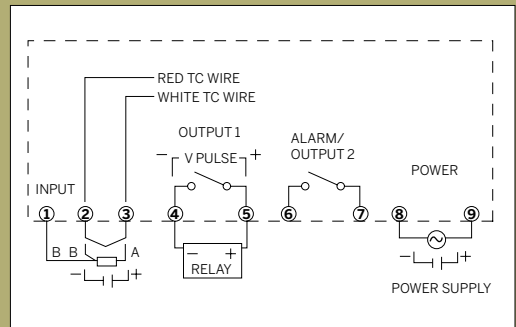 RED TC WIRE
WHITE TC WIRE
OUTPUT 1
− V PULSE +
ALARM/
OUTPUT 2
POWER
INPUT
1 2 3 4 5 6 7 8 9
B B A
− +
− +
RELAY
− +
POWER SUPPLY